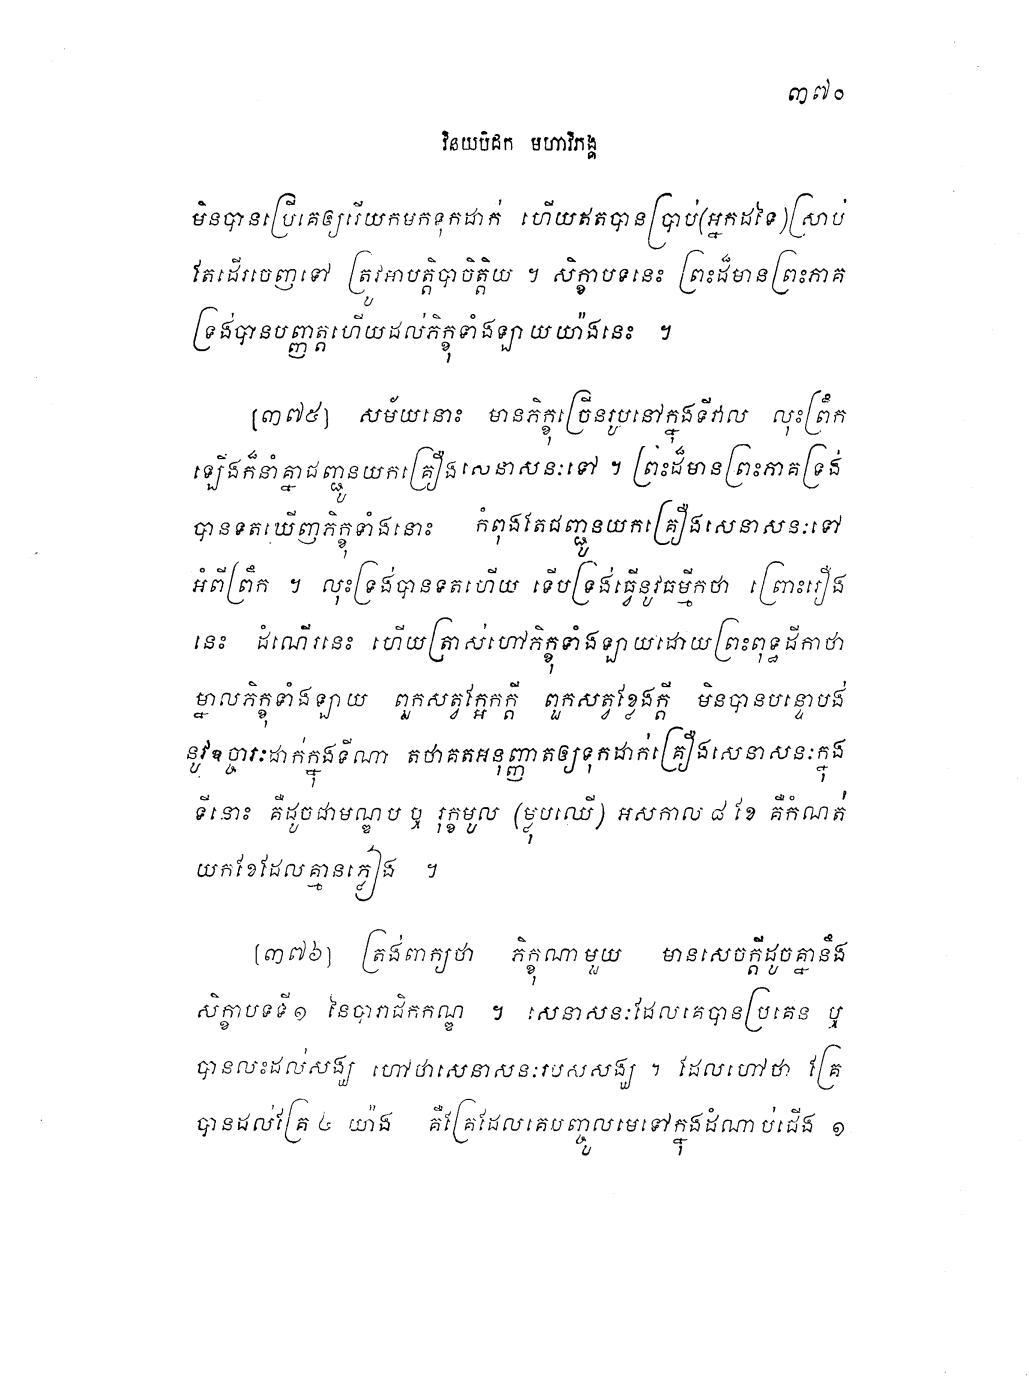 ៣៧០
វិនយបិដក មហាវិភង្គ
មិនបានប្រើគេឲ្យរើយកមកទុកដាក់ ហើយឥតបានប្រាប់(អ្នកដទៃ)ស្រាប់
តែដើរចេញទៅ ត្រូវអាបត្តិបាចិត្តិយ ។ សិក្ខាបទនេះ ព្រះដ៏មានព្រះភាគ
ទ្រង់បានបញ្ញត្តហើយដល់ភិក្ខុទាំងឡាយយ៉ាងនេះ ។
[៣៧៥] សម័យនោះ មានភិក្ខុច្រើនរូបនៅក្នុងទីវាល លុះព្រឹក
ឡើងក៏នាំគ្នាជញ្ជូនយកគ្រឿងសេនាសនៈទៅ ។ ព្រះដ៏មានព្រះភាគទ្រង់
បានទតឃើញភិក្ខុទាំងនោះ កំពុងតែជញ្ជូនយកគ្រឿងសេនាសនៈទៅ
អំពីព្រឹក ។ លុះទ្រង់បានទតហើយ ទើបទ្រង់ធ្វើនូវធម្មីកថា ព្រោះរឿង
នេះ ដំណើរនេះ ហើយត្រាស់ហៅភិក្ខុទាំងឡាយដោយព្រះពុទ្ធដីកាថា
ម្នាលភិក្ខុទាំងឡាយ ពួកសត្វក្អែកក្តី ពួកសត្វខ្លែងក្តី មិនបានបន្ទោបង់
នូវឧច្ចារៈដាក់ក្នុងទីណា តថាគតអនុញ្ញាតឲ្យទុកដាក់គ្រឿងសេនាសនៈក្នុង
ទីនោះ គឺដូចជាមណ្ឌប ឬ រុក្ខមូល (ម្លុបឈើ) អសកាល ៨ ខែ គឺកំណត់
យកខែដែលគ្មានភ្លៀង ។
[៣៧៦] ត្រង់ពាក្យថា ភិក្ខុណាមួយ មានសេចក្តីដូចគ្នានឹង
សិក្ខាបទទី១ នៃបារាជិកកណ្ឌ ។ សេនាសនៈដែលគេបានប្រគេន ឬ
បានលះដល់សង្ឃ ហៅថាសេនាសនៈរបស់សង្ឃ ។ ដែលហៅថា គ្រែ
បានដល់គ្រែ ៤ យ៉ាង គឺគ្រែដែលគេបញ្ចូលមេទៅក្នុងដំណាប់ជើង ១